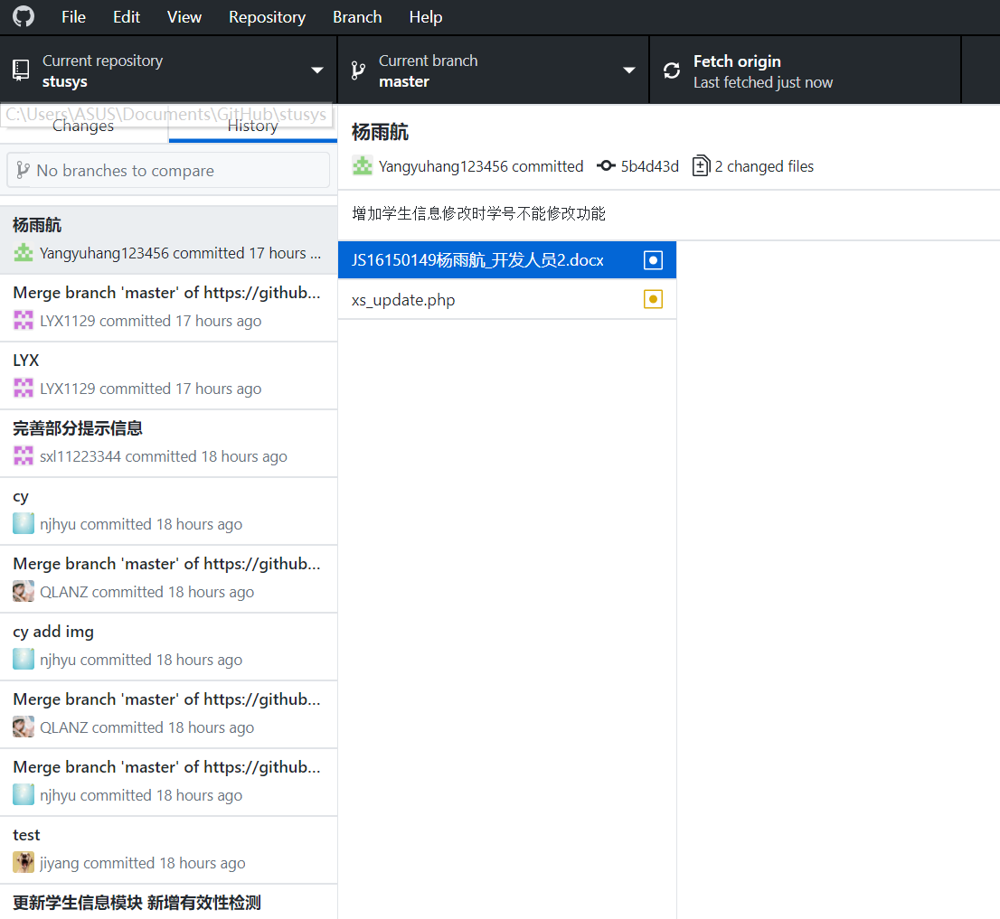 File Edit View Repository Branch Help
Current repository
stusys
Current branch
master
Fetch origin
Last fetched just now
C:\Users\ASUS\Documents\GitHub\stusys
Changes
History
No branches to compare
杨雨航
Yangyuhang123456 committed 17 hours ...
Merge branch 'master' of https://github...
LYX1129 committed 17 hours ago
LYX
LYX1129 committed 17 hours ago
完善部分提示信息
sxl11223344 committed 18 hours ago
cy
njhyu committed 18 hours ago
Merge branch 'master' of https://github...
QLANZ committed 18 hours ago
cy add img
njhyu committed 18 hours ago
Merge branch 'master' of https://github...
QLANZ committed 18 hours ago
Merge branch 'master' of https://github...
njhyu committed 18 hours ago
test
jiyang committed 18 hours ago
更新学生信息模块 新增有效性检测
杨雨航
Yangyuhang123456 committed 5b4d43d 2 changed files
增加学生信息修改时学号不能修改功能
JS16150149杨雨航_开发人员2.docx
xs_update.php